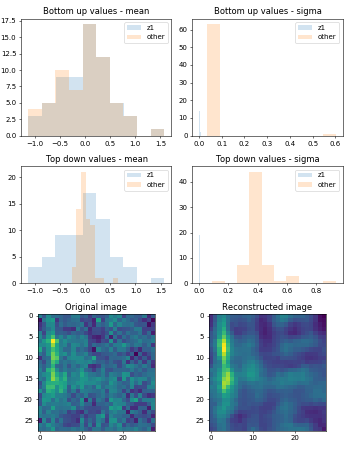 Bottom up values - mean
Bottom up values - sigma
17.5
15.0
12.5
10.0
7.5
5.0
2.5
0.0
−1.0 −0.5 0.0 0.5 1.0 1.5
z1
other
60
50
40
30
20
10
0
0.0 0.1 0.2 0.3 0.4 0.5 0.6
z1
other
Top down values - mean
Top down values - sigma
20
15
10
5
0
−1.0 −0.5 0.0 0.5 1.0 1.5
z1
other
40
30
20
10
0
0.0 0.2 0.4 0.6 0.8
z1
other
Original image
Reconstructed image
0
5
10
15
20
25
0 10 20
0
5
10
15
20
25
0 10 20